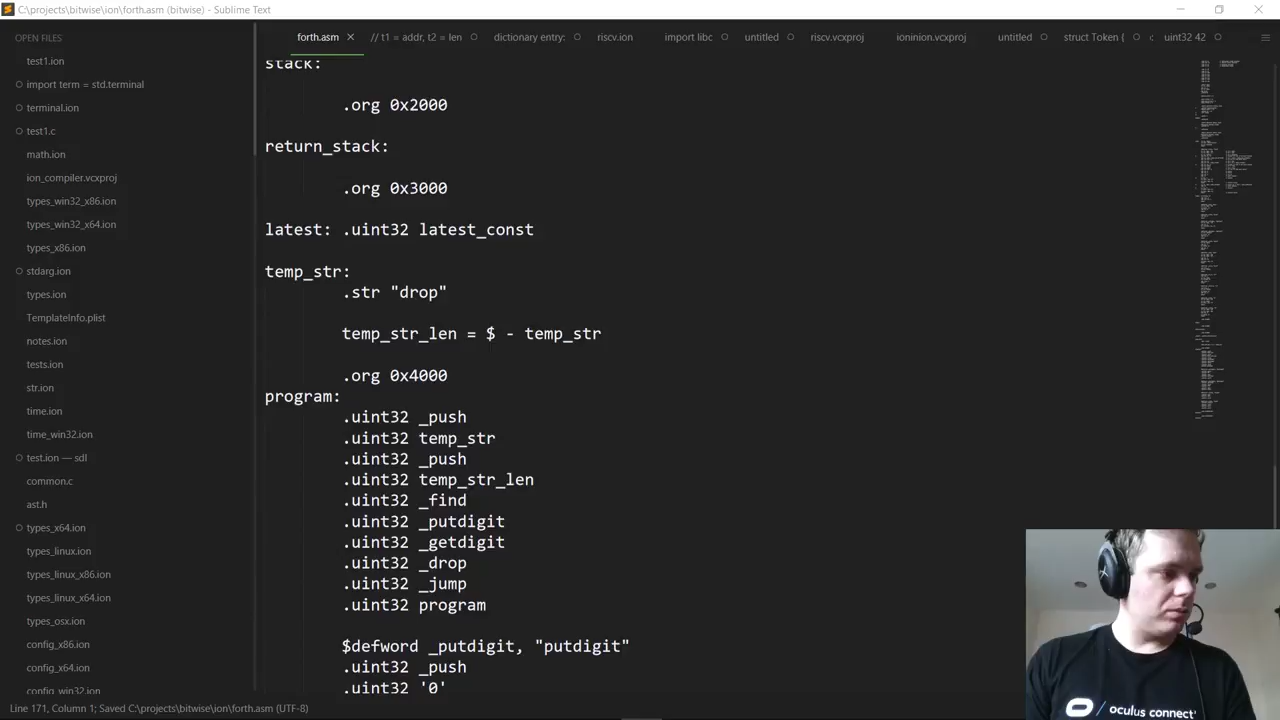 C:\projects\bitwise\ion\forth.asm (bitwise) - Sublime Text
OPEN FILES
test1.ion
import term = std.terminal
terminal.ion
test1.c
math.ion
ion_compiler.vcxproj
types_win32_x86.ion
types_win32_x64.ion
types_x86.ion
stdarg.ion
types.ion
TemplateInfo.plist
notes.ion
tests.ion
str.ion
time.ion
time_win32.ion
test.ion — sdl
common.c
ast.h
types_x64.ion
types_linux.ion
types_linux_x86.ion
types_linux_x64.ion
types_osx.ion
config_x86.ion
config_x64.ion
config_win32.ion
forth.asm
// t1 = addr, t2 = len
dictionary entry:
riscv.ion
import libc
untitled
riscv.vcxproj
ioninion.vcxproj
untitled
struct Token {
uint32 42
stack:
.org 0x2000
return_stack:
.org 0x3000
latest: .uint32 latest_const
temp_str:
.str "drop"
temp_str_len = $ - temp_str
.org 0x4000
program:
.uint32 _push
.uint32 temp_str
.uint32 _push
.uint32 temp_str_len
.uint32 _find
.uint32 _putdigit
.uint32 _getdigit
.uint32 _drop
.uint32 _jump
.uint32 program
$defword _putdigit, "putdigit"
.uint32 _push
.uint32 '0'
Line 171, Column 1; Saved C:\projects\bitwise\ion\forth.asm (UTF-8)
oculus connect